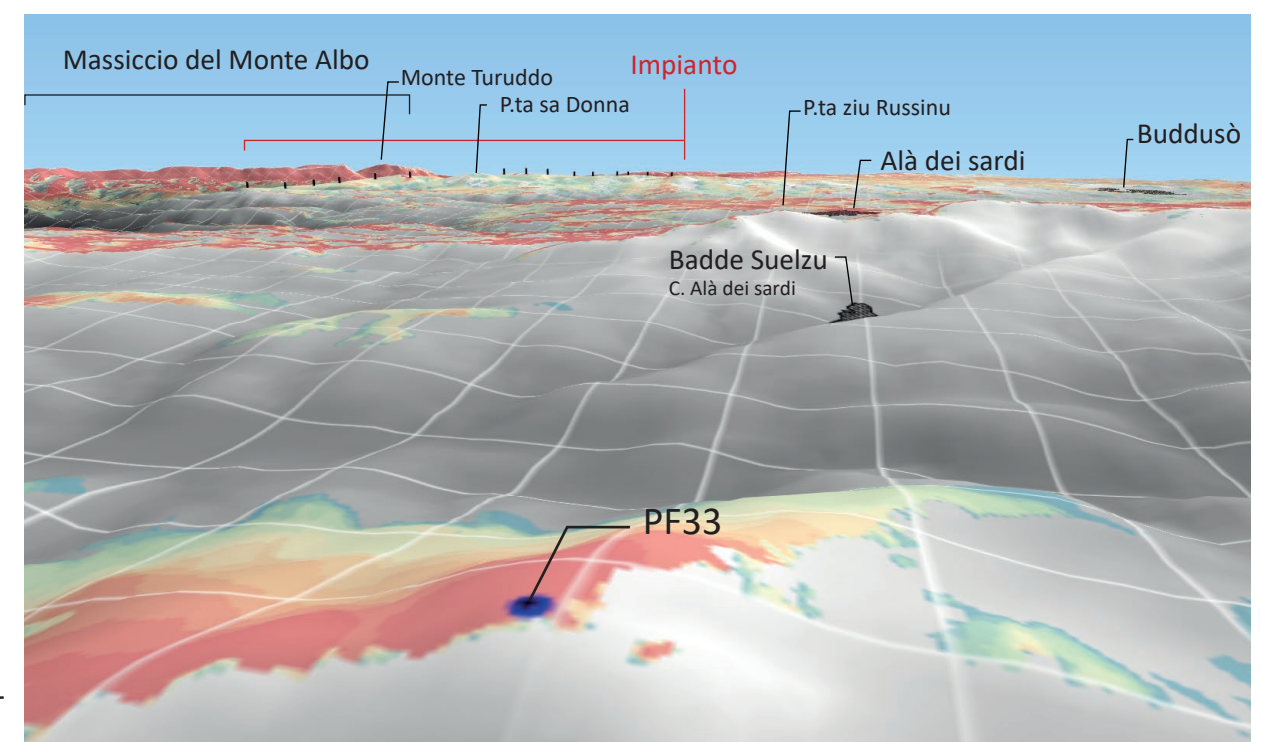 Massiccio del Monte Albo
Impianto
Monte Turuddo
P.ta sa Donna
P.ta ziu Russinu
Buddusò
Alà dei sardi
Badde Suelzu
C. Alà dei sardi
PF33